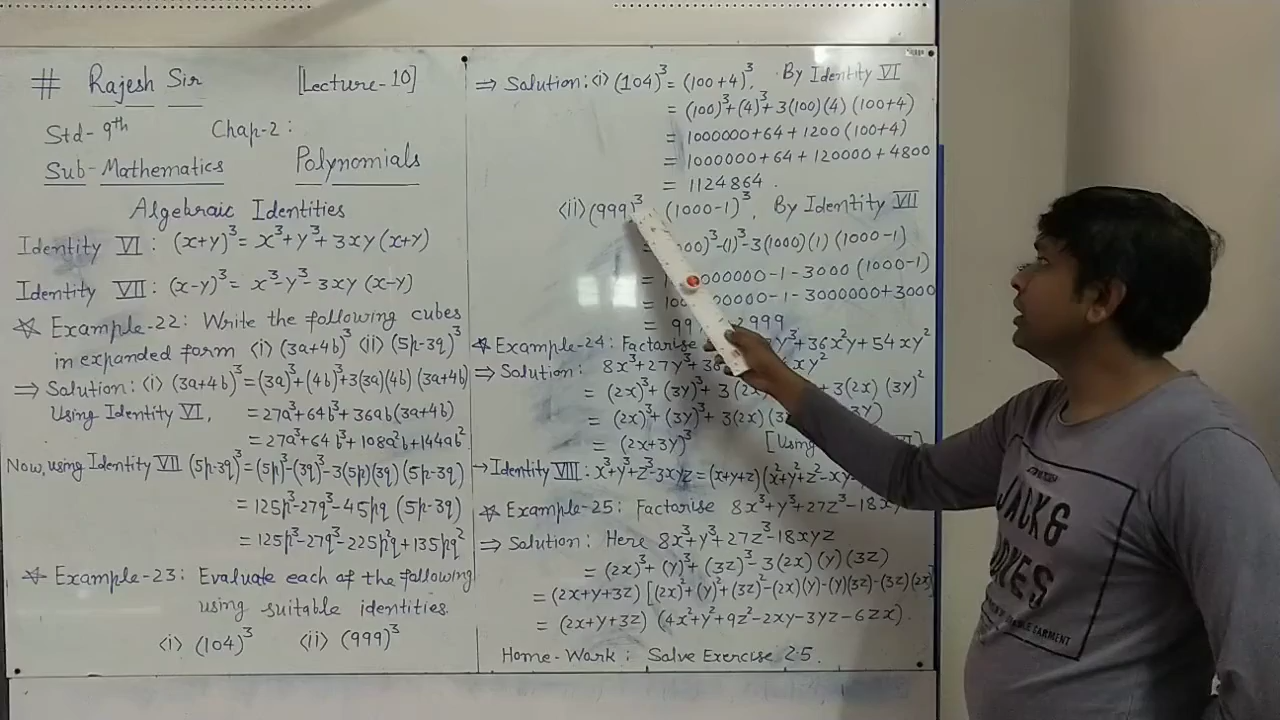 # Rajesh Sir [Lecture-10]
Std- 9th Chap-2:
Sub-Mathematics Polynomials
Algebraic Identities
Identity VI: (x+y)³ = x³+y³+3xy(x+y)
Identity VII: (x-y)³ = x³-y³-3xy(x-y)
☆ Example-22: Write the following cubes
in expanded form <i> (3a+4b)³ <ii> (5p-3q)³
⇒ Solution: <i> (3a+4b)³ = (3a)³+(4b)³+3(3a)(4b)(3a+4b)
Using Identity VI, = 27a³+64b³+36ab(3a+4b)
= 27a³+64b³+108a²b+144ab²
Now, using Identity VII (5p-3q)³ = (5p)³-(3q)³-3(5p)(3q)(5p-3q)
= 125p³-27q³-45pq (5p-3q)
= 125p³-27q³-225p²q+135pq²
☆ Example-23: Evaluate each of the following
using suitable identities.
<i> (104)³ <ii> (999)³
⇒ Solution: <i> (104)³ = (100+4)³, By Identity VI
= (100)³+(4)³+3(100)(4)(100+4)
= 1000000+64+1200(100+4)
= 1000000+64+120000+4800
= 1124864.
<ii> (999)³ (1000-1)³, By Identity VII
= )³-(1)³-3(1000)(1)(1000-1)
= 000000-1-3000(1000-1)
= 00000-1-3000000+3000
= 99 2999
☆ Example-24: Factorise y³+36x²y+54xy²
⇒ Solution: 8x³+27y³+36 xy²
= (2x)³+(3y)³+3(2x) +3(2x)(3y)²
= (2x)³+(3y)³+3(2x)(3 3y)
= (2x+3y)³ [Using ]
→ Identity VIII: x³+y³+z³-3xyz = (x+y+z)(x²+y²+z²-xy-
☆ Example-25: Factorise 8x³+y³+27z³-18xy
⇒ Solution: Here 8x³+y³+27z³-18xyz
= (2x)³+(y)³+(3z)³-3(2x)(y)(3z)
= (2x+y+3z)[(2x)²+(y)²+(3z)²-(2x)(y)-(y)(3z)-(3z)(2x)]
= (2x+y+3z)(4x²+y²+9z²-2xy-3yz-6zx).
Home-Work: Solve Exercise 2.5.
JACK&
JONES